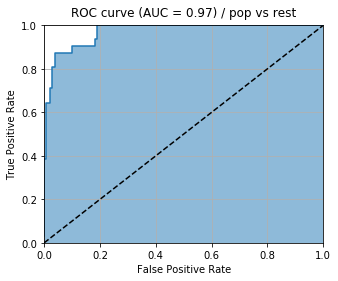 ROC curve (AUC = 0.97) / pop vs rest
True Positive Rate
1.0
0.8
0.6
0.4
0.2
0.0
0.0 0.2 0.4 0.6 0.8 1.0
False Positive Rate